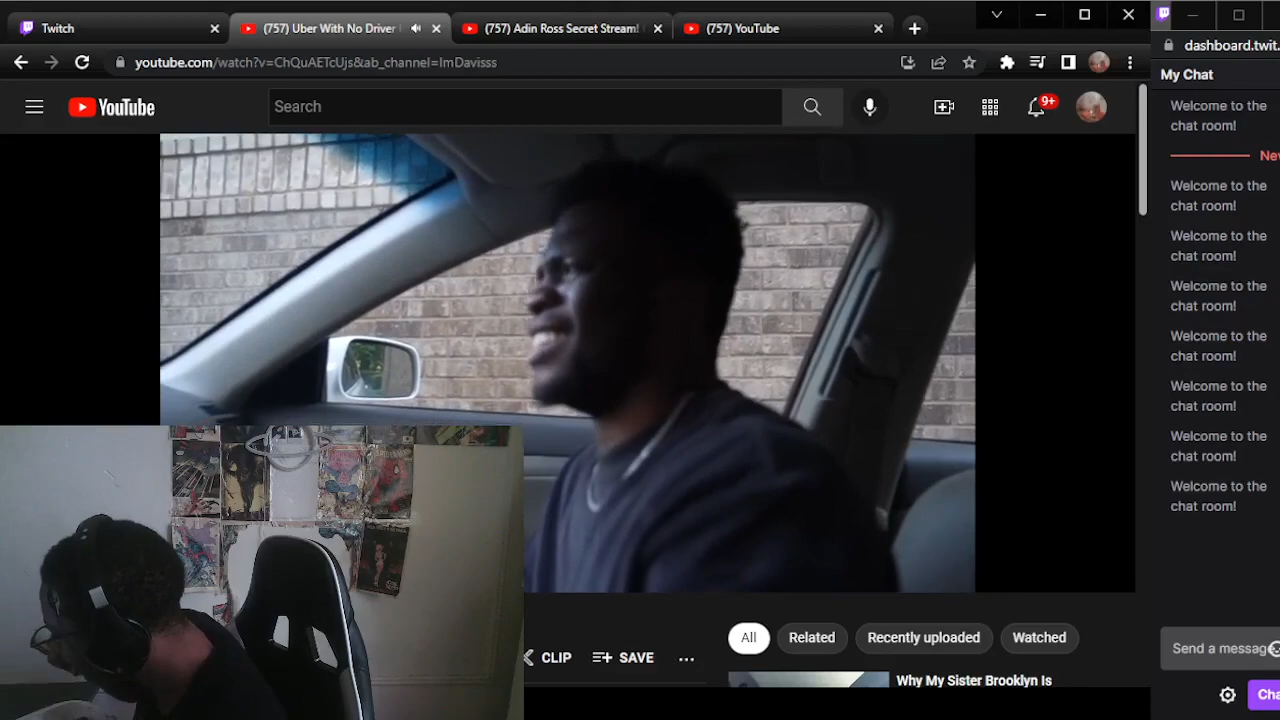 Twitch
(757) Uber With No Driver
(757) Adin Ross Secret Stream!
(757) YouTube
youtube.com/watch?v=ChQuAETcUjs&ab_channel=ImDavisss
dashboard.twit
YouTube
Search
9+
My Chat
Welcome to the
chat room!
Welcome to the
chat room!
Welcome to the
chat room!
Welcome to the
chat room!
Welcome to the
chat room!
Welcome to the
chat room!
Welcome to the
chat room!
Welcome to the
chat room!
CLIP
SAVE
All
Related
Recently uploaded
Watched
Why My Sister Brooklyn Is
Send a message